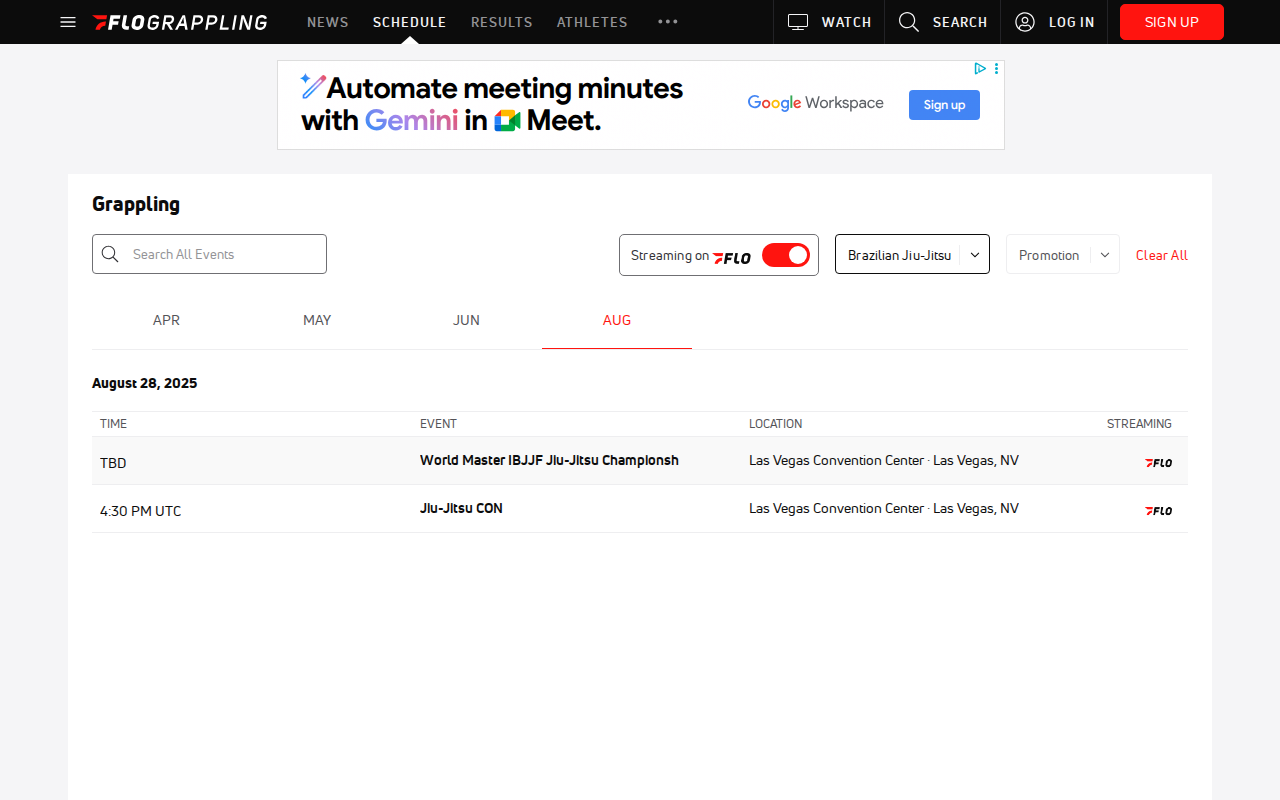 FLOGRAPPLING NEWS SCHEDULE RESULTS ATHLETES WATCH SEARCH LOG IN SIGN UP
Automate meeting minutes
with Gemini in Meet.
Google Workspace
Sign up
Grappling
Search All Events
Streaming on FLO
Brazilian Jiu-Jitsu
Promotion
Clear All
APR MAY JUN AUG
August 28, 2025
TIME EVENT LOCATION STREAMING
TBD World Master IBJJF Jiu-Jitsu Championsh Las Vegas Convention Center · Las Vegas, NV FLO
4:30 PM UTC Jiu-Jitsu CON Las Vegas Convention Center · Las Vegas, NV FLO